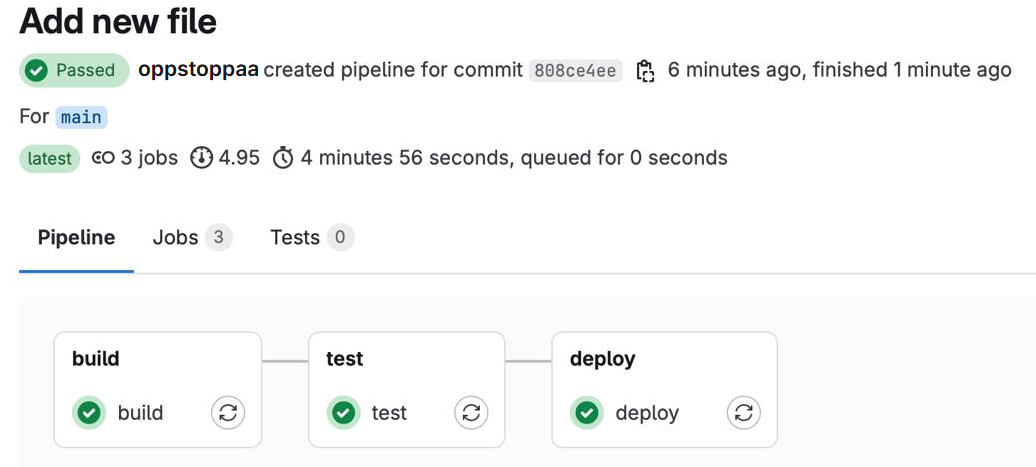 Add new file
Passed oppstoppaa created pipeline for commit 808ce4ee 6 minutes ago, finished 1 minute ago
For main
latest 3 jobs 4.95 4 minutes 56 seconds, queued for 0 seconds
Pipeline Jobs 3 Tests 0
build test deploy
build test deploy